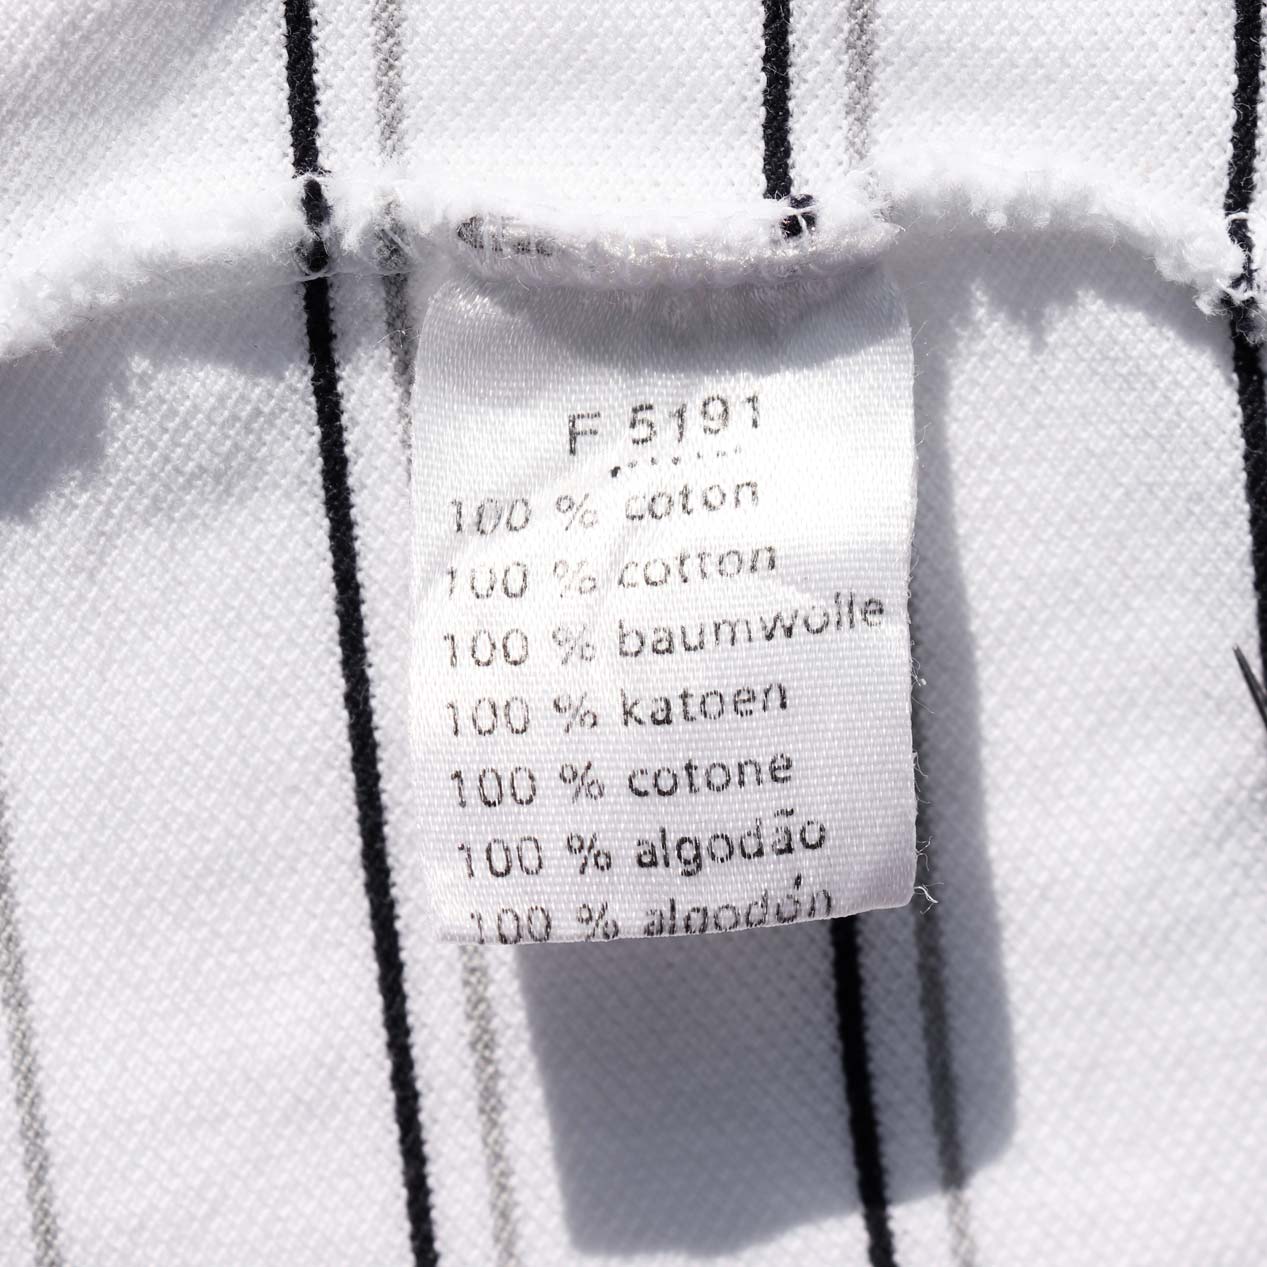 F 5191
100 % coton
100 % cotton
100 % baumwolle
100 % katoen
100 % cotone
100 % algodão
100 % algodón